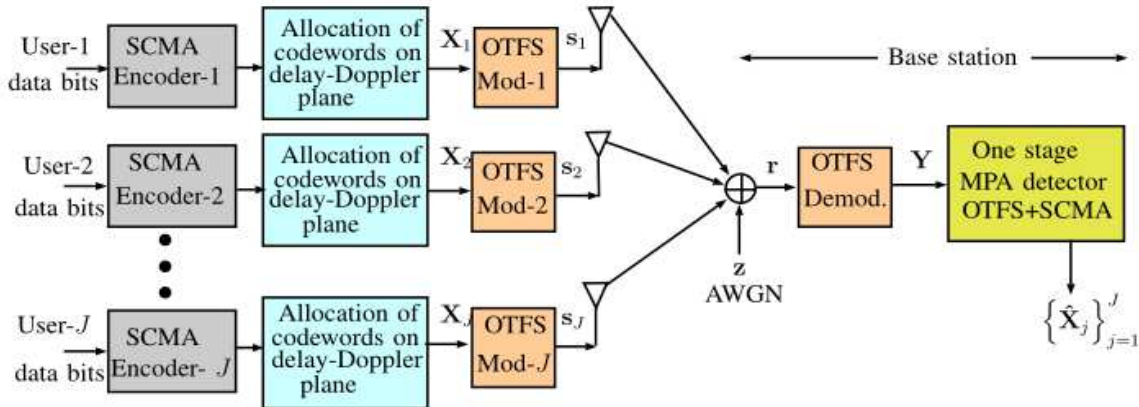 User-1
data bits
SCMA
Encoder-1
Allocation of
codewords on
delay-Doppler
plane
X₁
OTFS
Mod-1
s₁
Base station
User-2
data bits
SCMA
Encoder-2
Allocation of
codewords on
delay-Doppler
plane
X₂
OTFS
Mod-2
s₂
r
OTFS
Demod.
Y
One stage
MPA detector
OTFS+SCMA
z
AWGN
User-J
data bits
SCMA
Encoder- J
Allocation of
codewords on
delay-Doppler
plane
X_J
OTFS
Mod-J
s_J
{X̂_j}_{j=1}^J